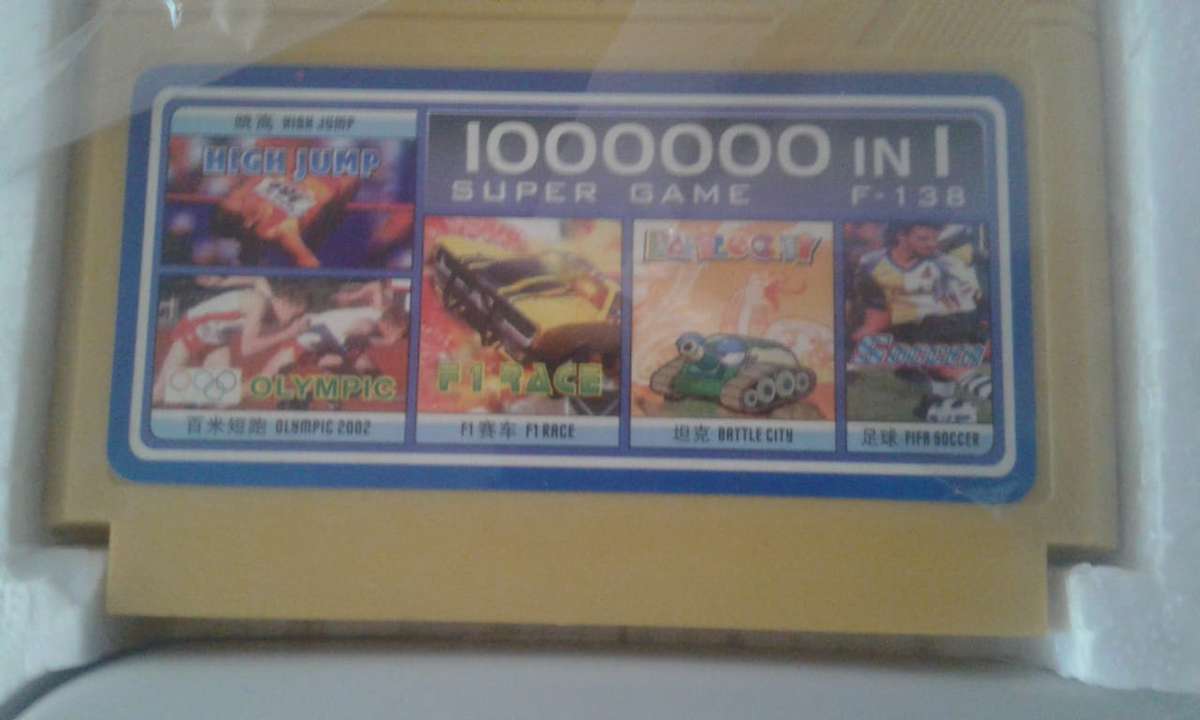 跳高 HIGH JUMP
HIGH JUMP
1000000 IN 1
SUPER GAME F-138
OLYMPIC
百米短跑 OLYMPIC 2002
F1 RACE
F1赛车 F1 RACE
坦克 BATTLE CITY
SOCCER
足球 FIFA SOCCER